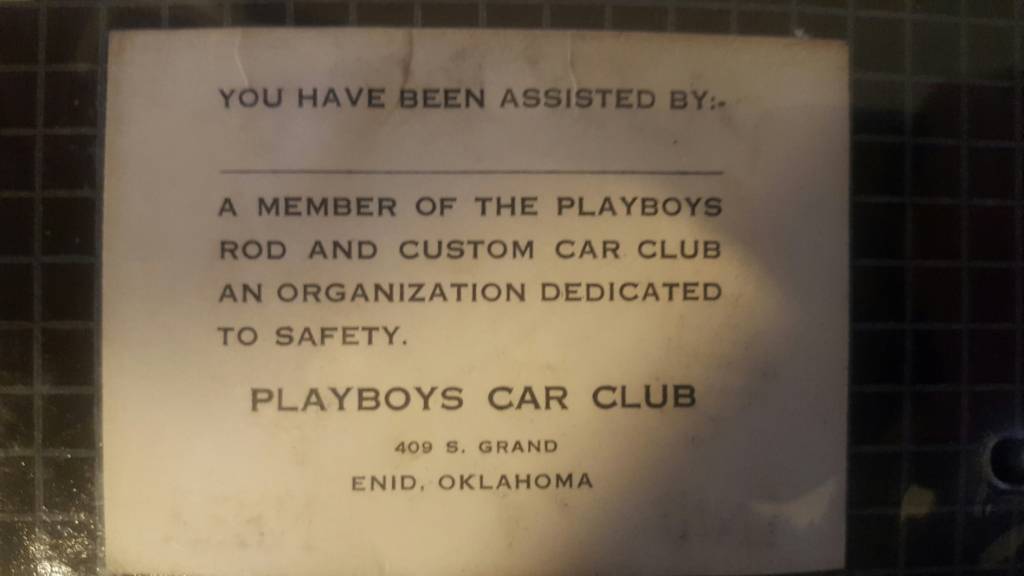 YOU HAVE BEEN ASSISTED BY:-
A MEMBER OF THE PLAYBOYS
ROD AND CUSTOM CAR CLUB
AN ORGANIZATION DEDICATED
TO SAFETY.
PLAYBOYS CAR CLUB
409 S. GRAND
ENID, OKLAHOMA